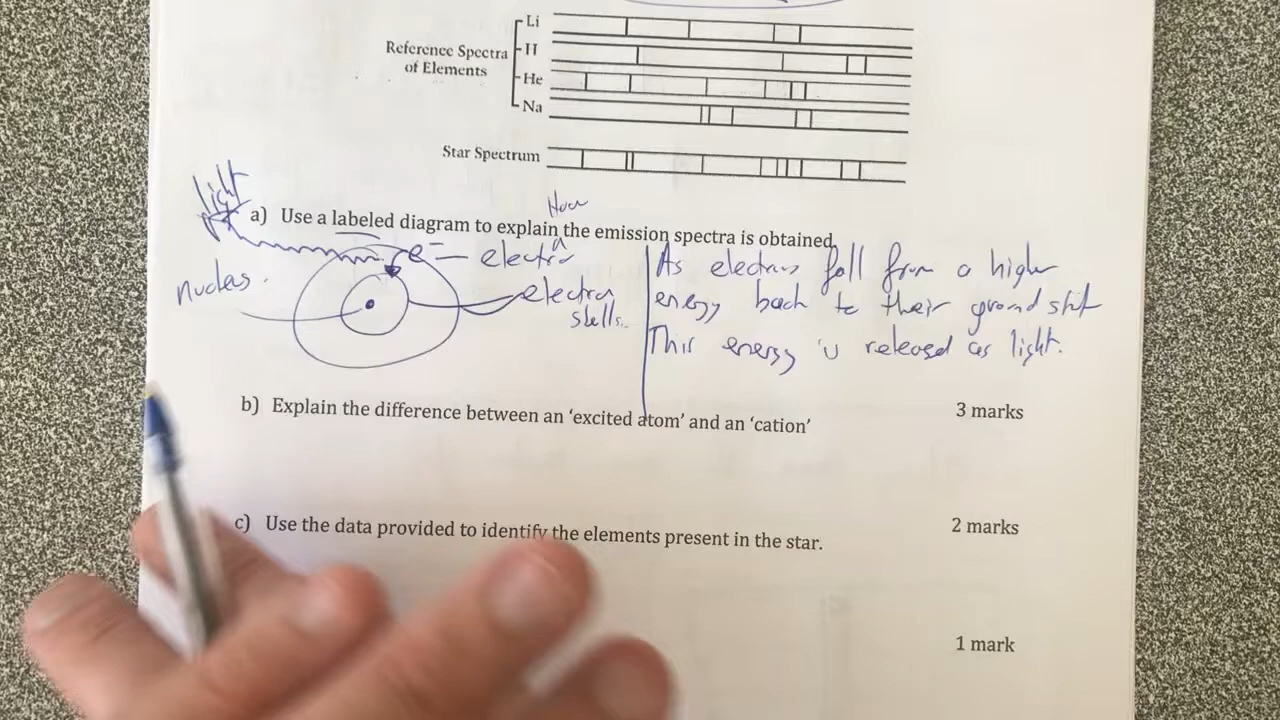 Li
Reference Spectra
of Elements
H
He
Na
Star Spectrum
light
How
a) Use a labeled diagram to explain the emission spectra is obtained.
e⁻ electron
nucleus.
electron
shells.
As electrons fall from a higher
energy back to their ground state
This energy is released as light.
b) Explain the difference between an ‘excited atom’ and an ‘cation’
3 marks
c) Use the data provided to identify the elements present in the star.
2 marks
1 mark